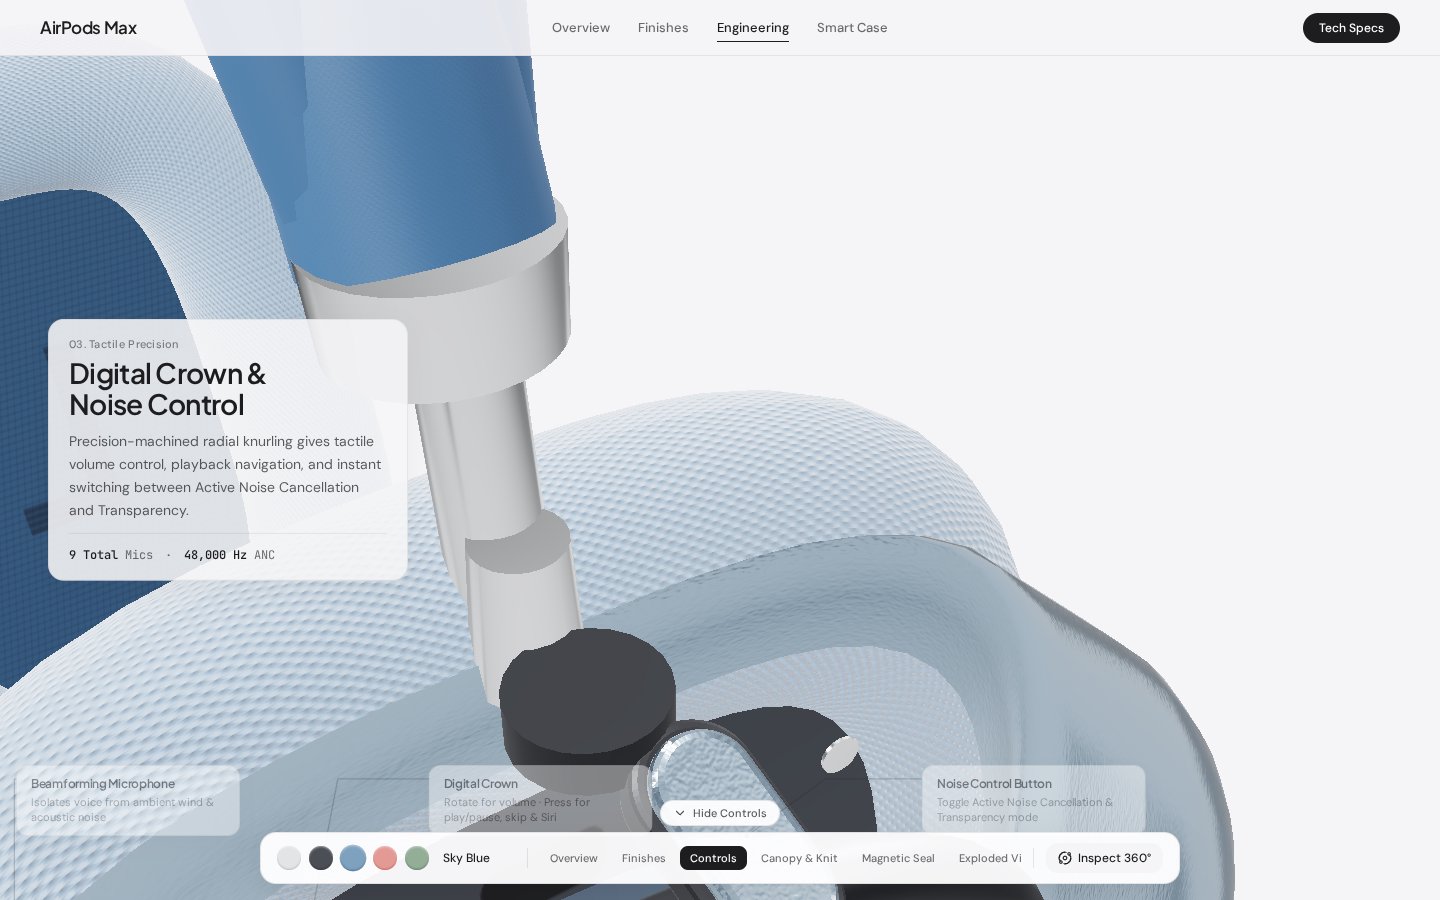 AirPods Max
Overview
Finishes
Engineering
Smart Case
Tech Specs
03. Tactile Precision
Digital Crown &
Noise Control
Precision-machined radial knurling gives tactile
volume control, playback navigation, and instant
switching between Active Noise Cancellation
and Transparency.
9 Total Mics · 48,000 Hz ANC
Beamforming Microphone
Isolates voice from ambient wind &
acoustic noise
Digital Crown
Rotate for volume · Press for
play/pause, skip & Siri
Noise Control Button
Toggle Active Noise Cancellation &
Transparency mode
Hide Controls
Sky Blue
Overview
Finishes
Controls
Canopy & Knit
Magnetic Seal
Exploded Vi
Inspect 360°